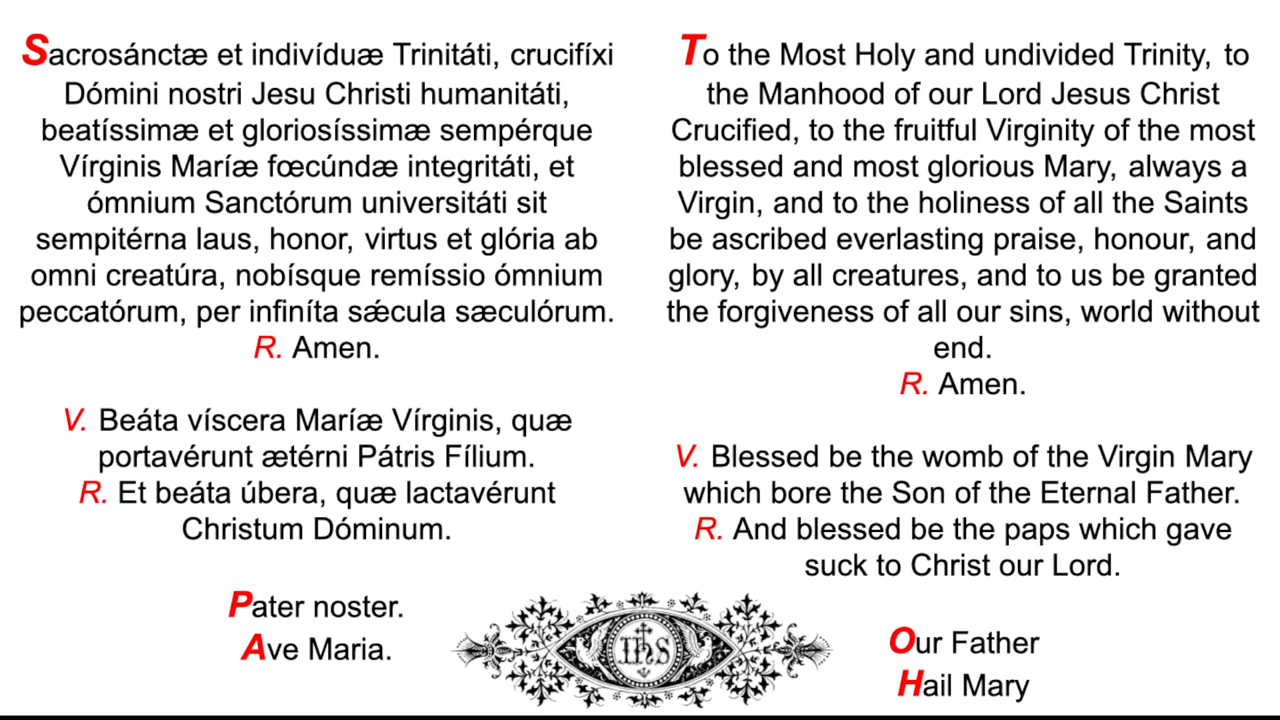 Sacrosánctæ et indivíduæ Trinitáti, crucifíxi
Dómini nostri Jesu Christi humanitáti,
beatíssimæ et gloriosíssimæ sempérque
Vírginis Maríæ fœcúndæ integritáti, et
ómnium Sanctórum universitáti sit
sempitérna laus, honor, virtus et glória ab
omni creatúra, nobísque remíssio ómnium
peccatórum, per infiníta sǽcula sæculórum.
R. Amen.
V. Beáta víscera Maríæ Vírginis, quæ
portavérunt ætérni Pátris Fílium.
R. Et beáta úbera, quæ lactavérunt
Christum Dóminum.
Pater noster.
Ave Maria.
To the Most Holy and undivided Trinity, to
the Manhood of our Lord Jesus Christ
Crucified, to the fruitful Virginity of the most
blessed and most glorious Mary, always a
Virgin, and to the holiness of all the Saints
be ascribed everlasting praise, honour, and
glory, by all creatures, and to us be granted
the forgiveness of all our sins, world without
end.
R. Amen.
V. Blessed be the womb of the Virgin Mary
which bore the Son of the Eternal Father.
R. And blessed be the paps which gave
suck to Christ our Lord.
Our Father
Hail Mary
ihs